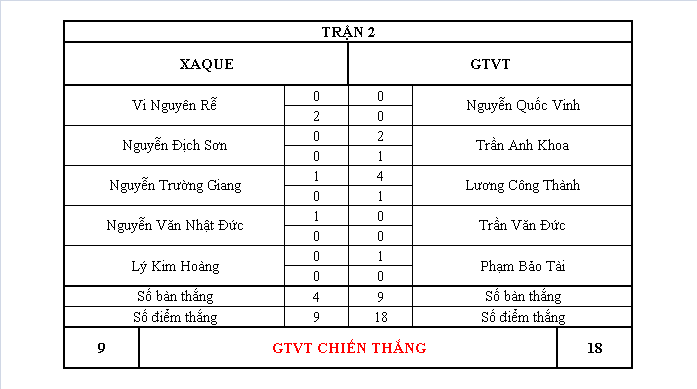 TRẬN 2
XAQUE GTVT
Vi Nguyên Rễ 0 0 Nguyễn Quốc Vinh
2 0
Nguyễn Địch Sơn 0 2 Trần Anh Khoa
0 1
Nguyễn Trường Giang 1 4 Lương Công Thành
0 1
Nguyễn Văn Nhật Đức 1 0 Trần Văn Đức
0 0
Lý Kim Hoàng 0 1 Phạm Bảo Tài
0 0
Số bàn thắng 4 9 Số bàn thắng
Số điểm thắng 9 18 Số điểm thắng
9 GTVT CHIẾN THẮNG 18